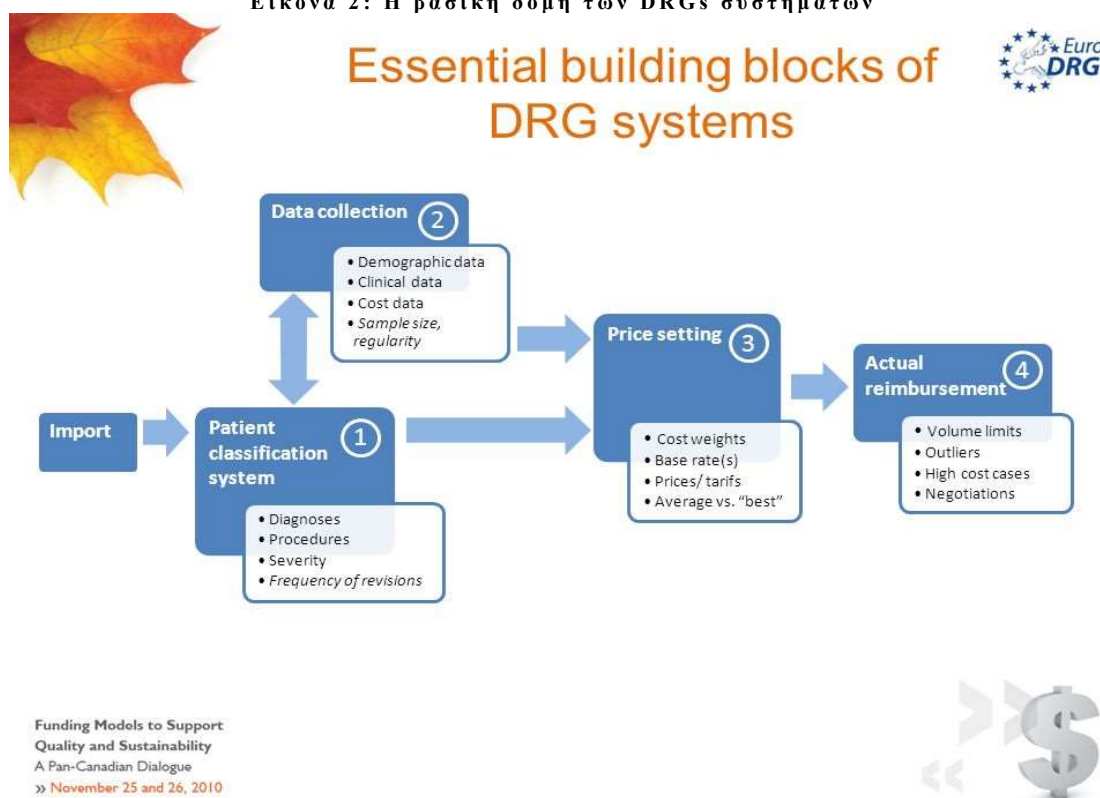 Εικόνα 2: Η βασική δομή των DRGs συστημάτων
Essential building blocks of
DRG systems
Euro
DRG
Data collection
2
• Demographic data
• Clinical data
• Cost data
• Sample size,
regularity
Import
Patient
classification
system
1
• Diagnoses
• Procedures
• Severity
• Frequency of revisions
Price setting
3
• Cost weights
• Base rate(s)
• Prices/ tarifs
• Average vs. “best”
Actual
reimbursement
4
• Volume limits
• Outliers
• High cost cases
• Negotiations
Funding Models to Support
Quality and Sustainability
A Pan-Canadian Dialogue
» November 25 and 26, 2010